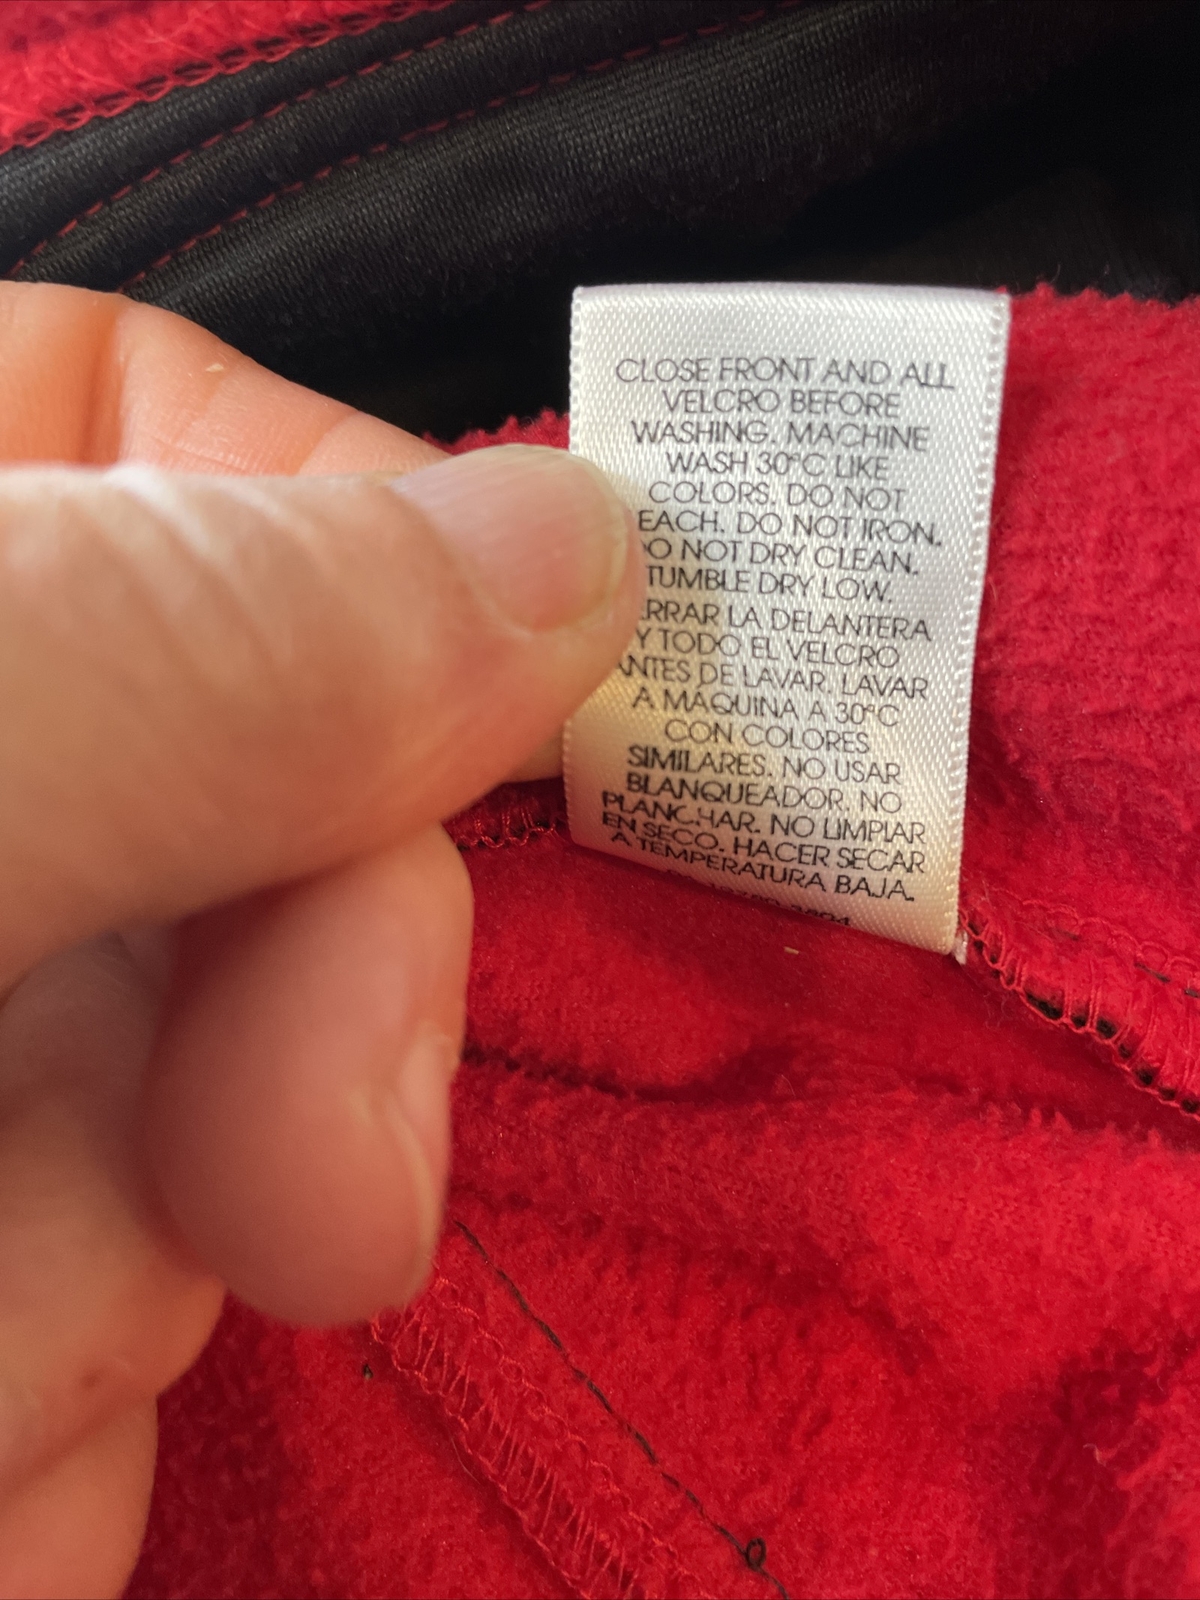 CLOSE FRONT AND ALL
VELCRO BEFORE
WASHING. MACHINE
WASH 30°C LIKE
COLORS. DO NOT
EACH. DO NOT IRON.
DO NOT DRY CLEAN.
TUMBLE DRY LOW.
RRAR LA DELANTERA
Y TODO EL VELCRO
ANTES DE LAVAR. LAVAR
A MAQUINA A 30°C
CON COLORES
SIMILARES. NO USAR
BLANQUEADOR. NO
PLANCHAR. NO LIMPIAR
EN SECO. HACER SECAR
A TEMPERATURA BAJA.